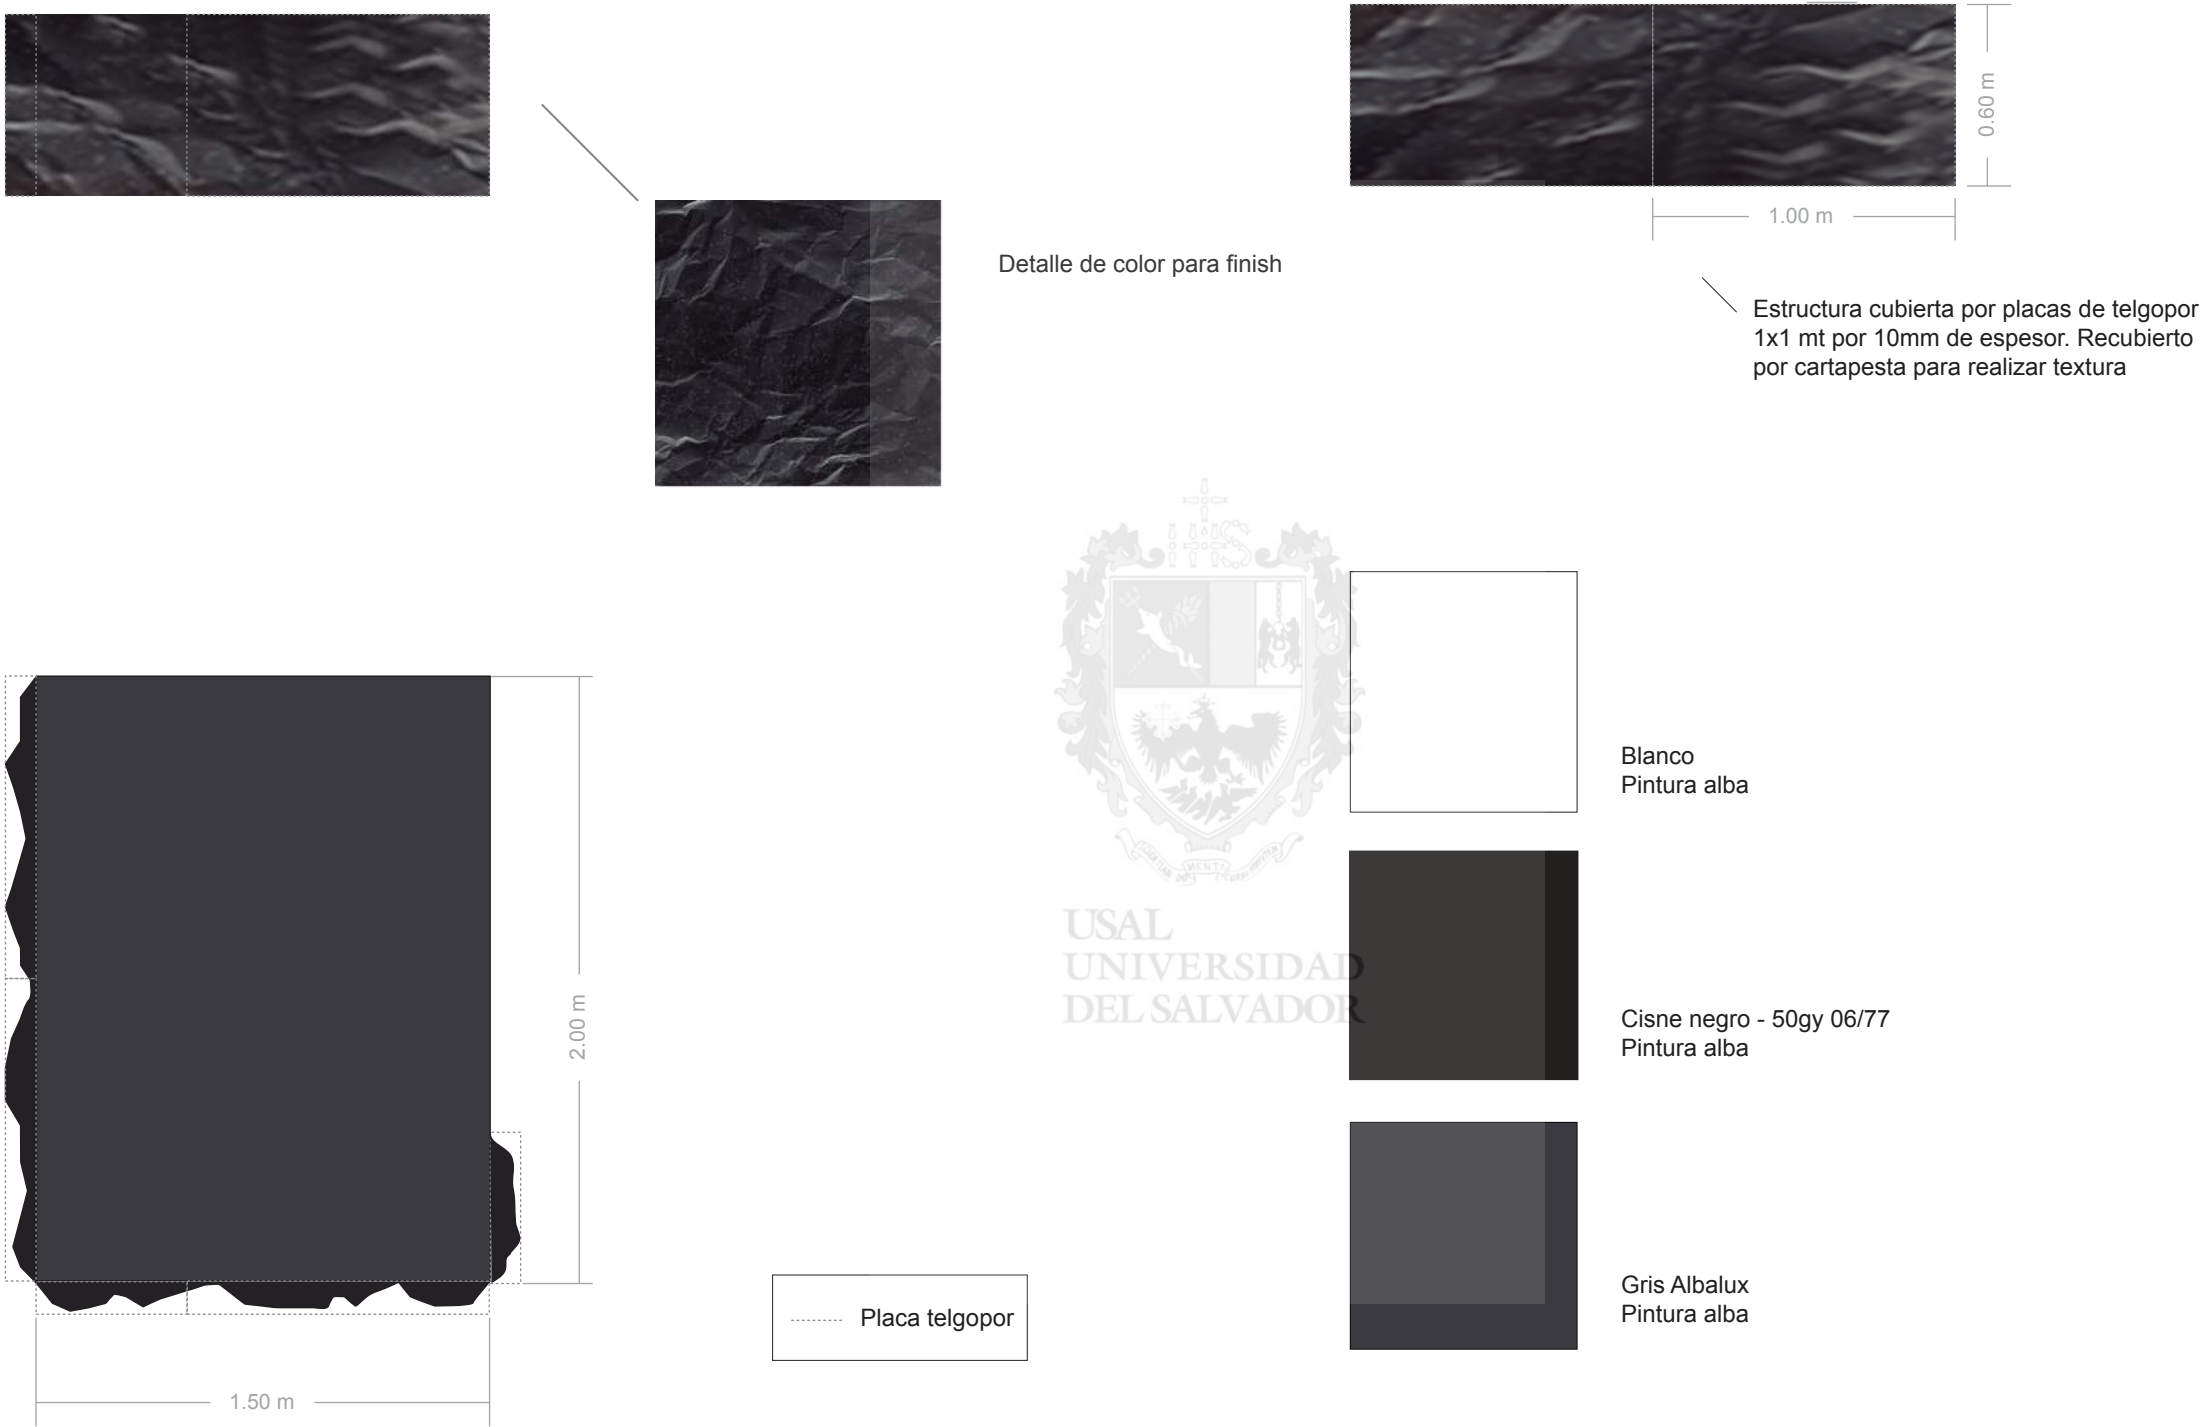 0.60 m
1.00 m
Detalle de color para finish
Estructura cubierta por placas de telgopor
1x1 mt por 10mm de espesor. Recubierto
por cartapesta para realizar textura
IHS
USAL
UNIVERSIDAD
DEL SALVADOR
Blanco
Pintura alba
Cisne negro - 50gy 06/77
Pintura alba
Gris Albalux
Pintura alba
2.00 m
Placa telgopor
1.50 m